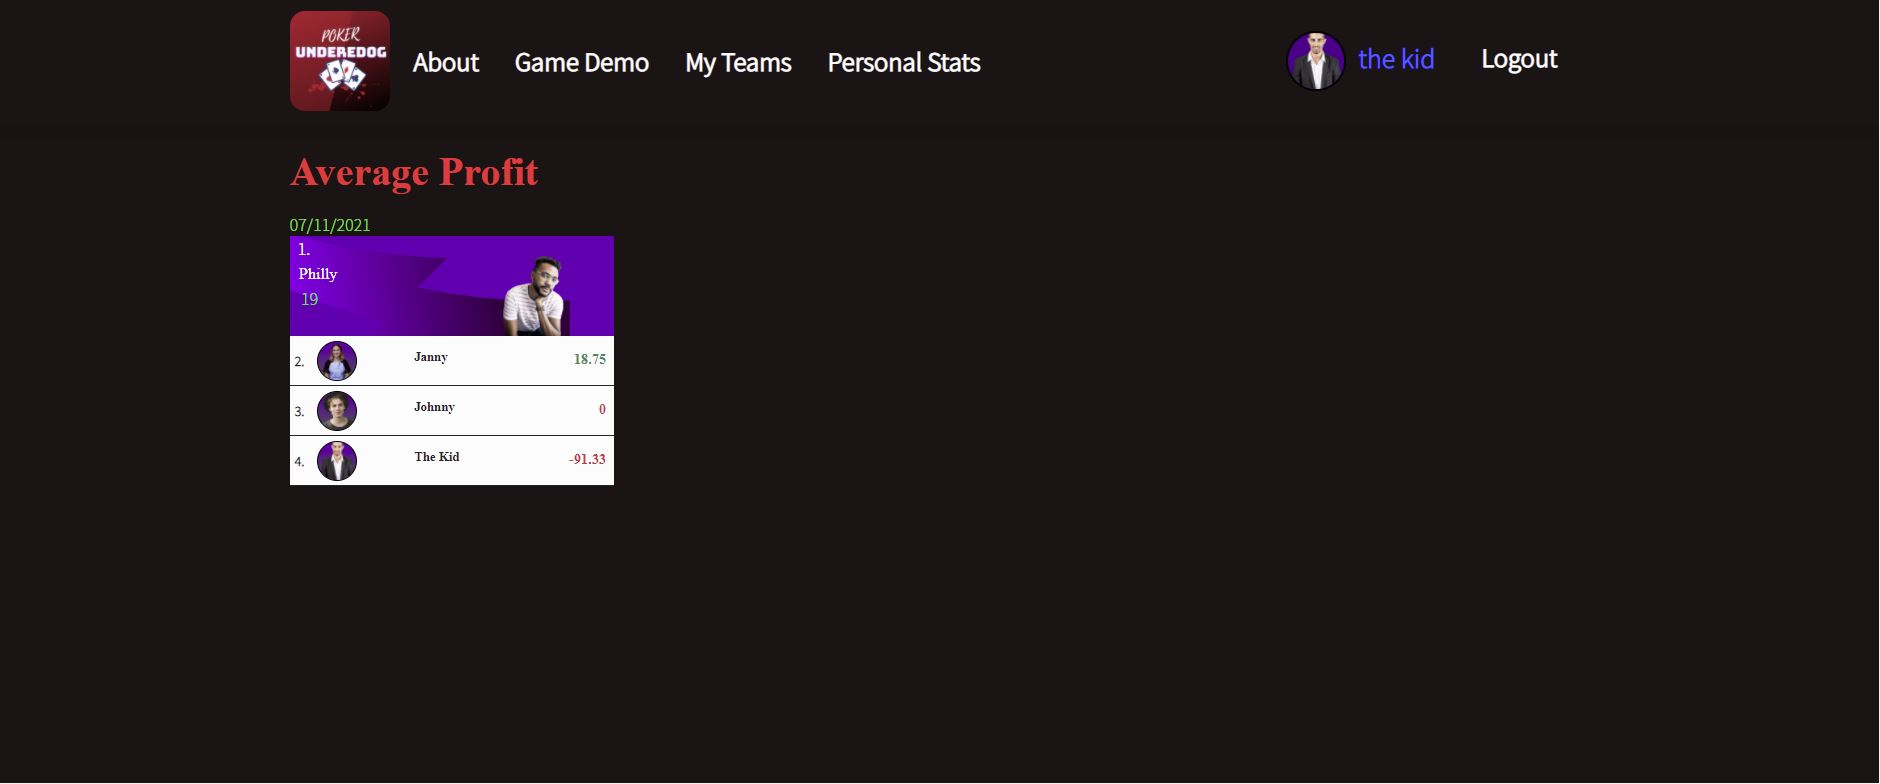 POKER
UNDEREDOG
About Game Demo My Teams Personal Stats
the kid Logout
Average Profit
07/11/2021
1.
Philly
19
2. Janny 18.75
3. Johnny 0
4. The Kid -91.33